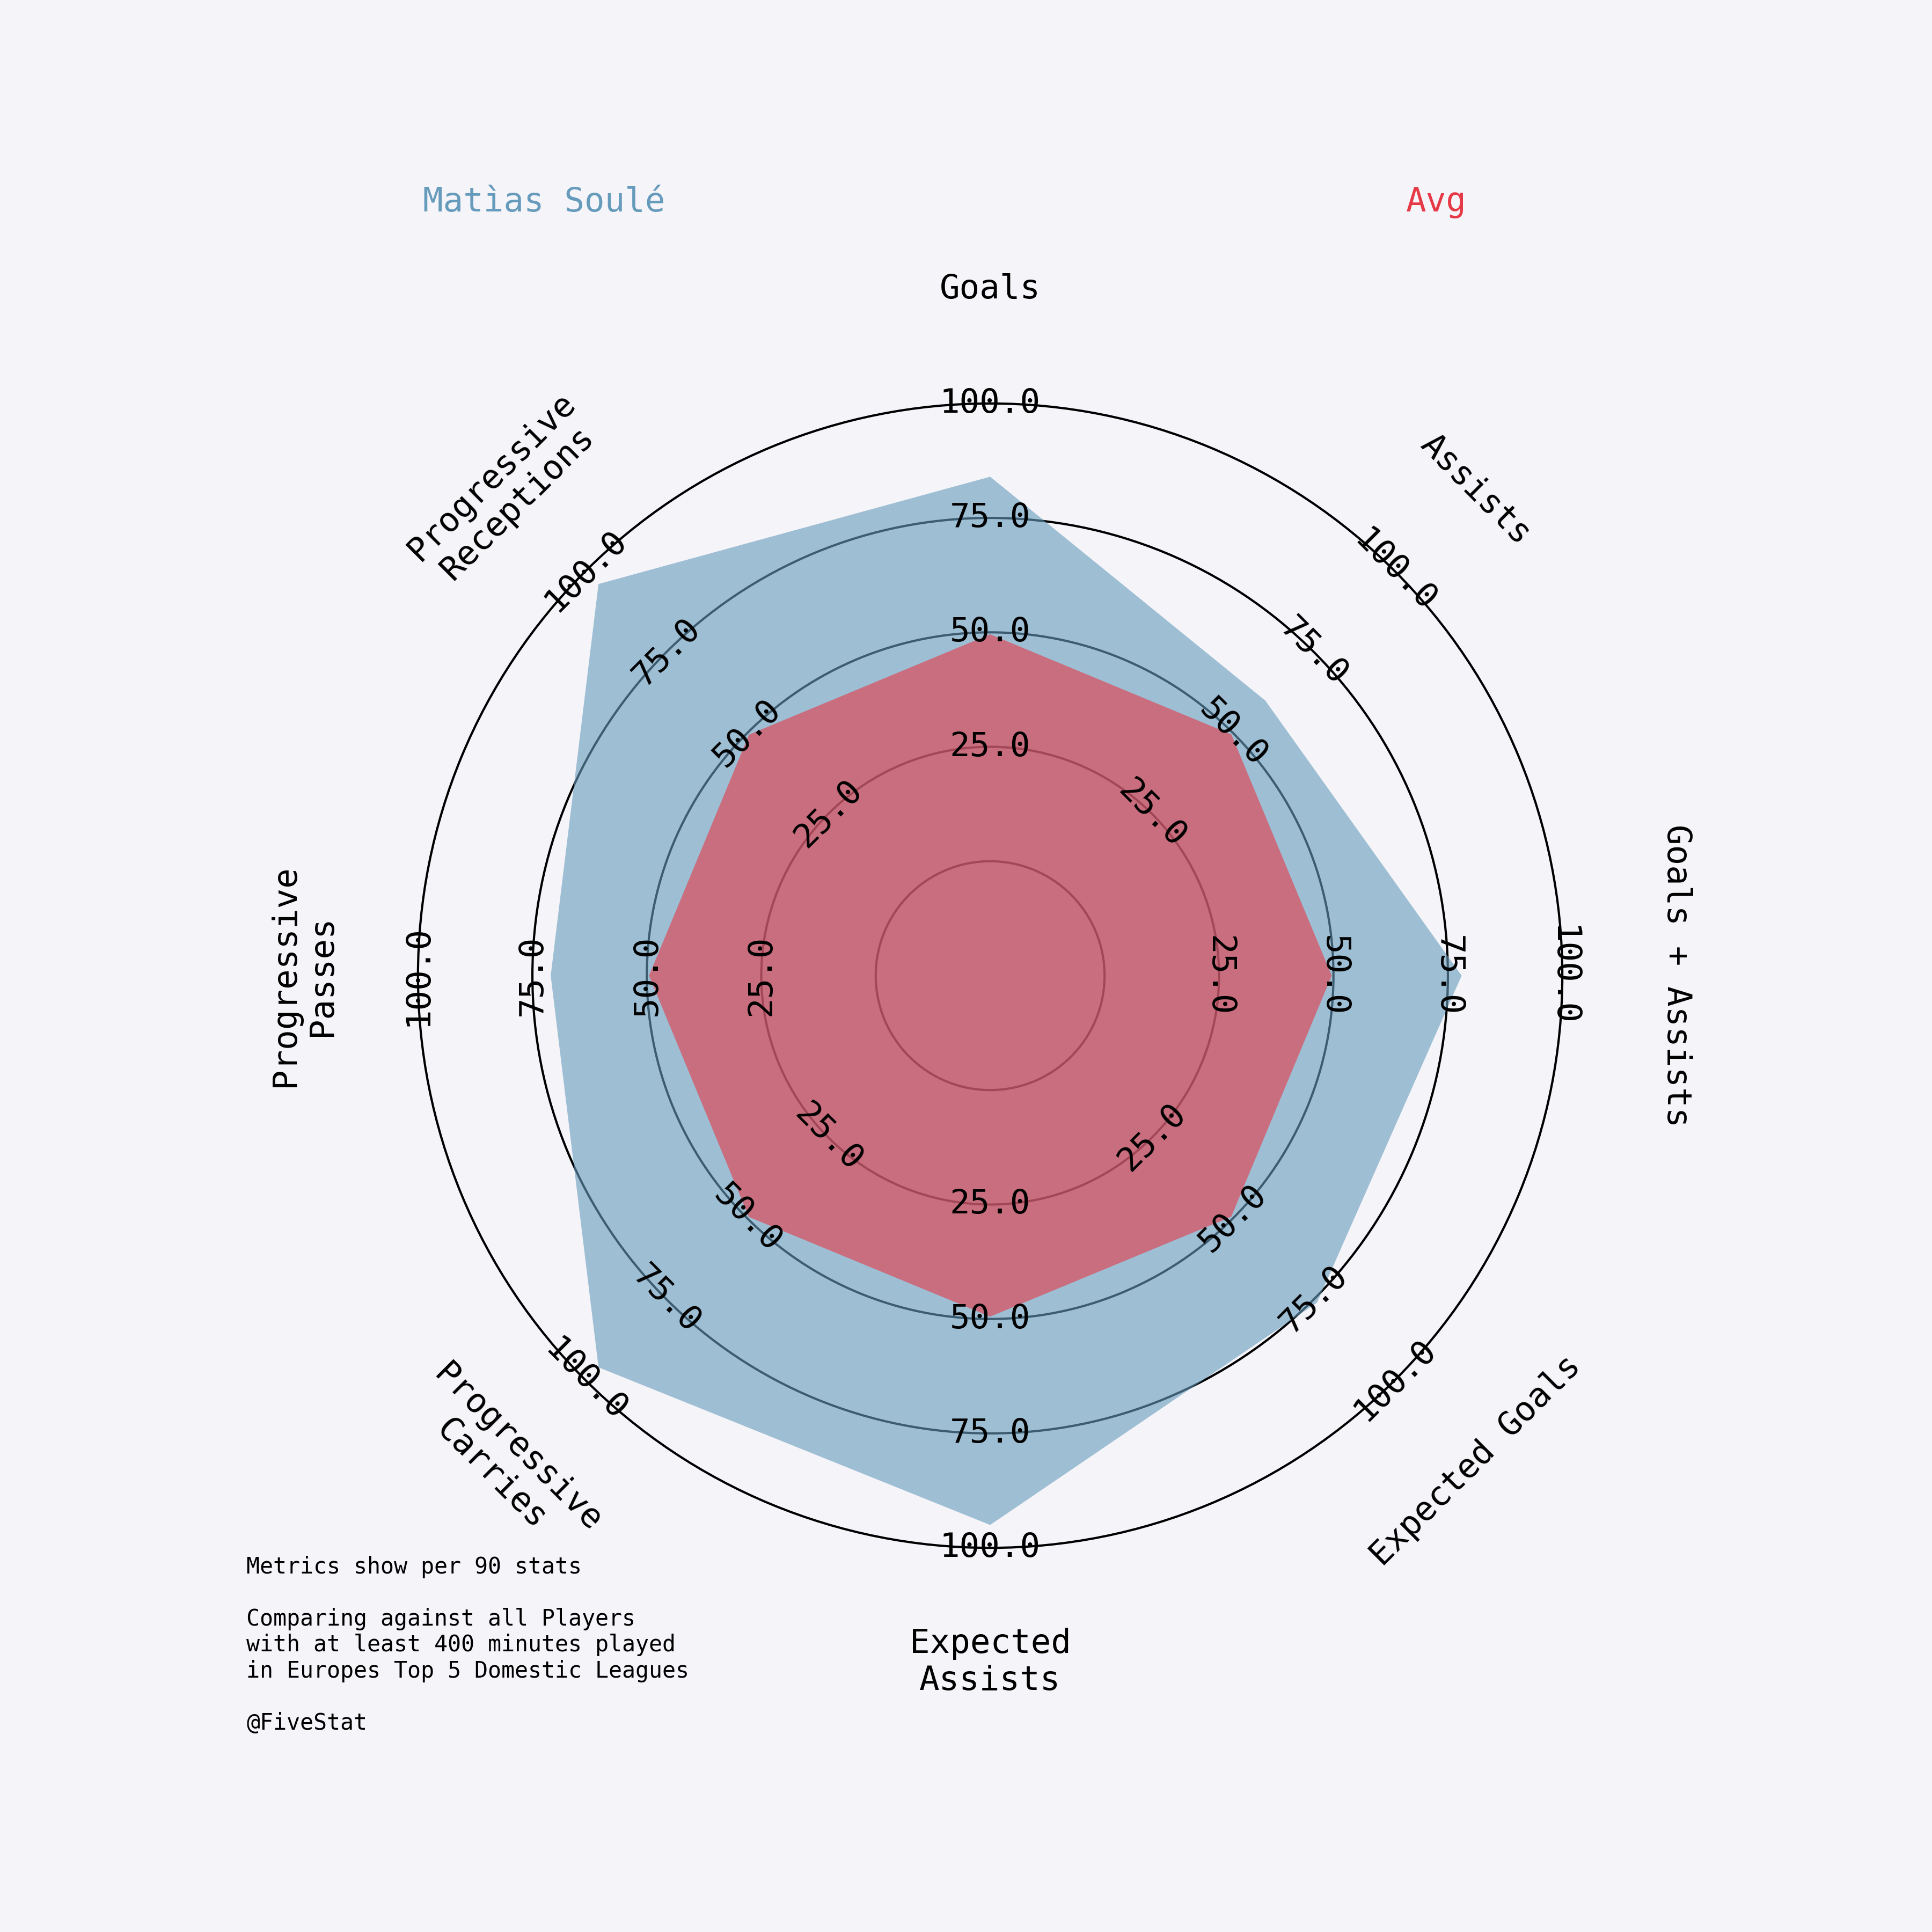 Matìas Soulé
Avg
Goals
Assists
Goals + Assists
Expected Goals
Expected
Assists
Progressive
Carries
Progressive
Passes
Progressive
Receptions
25.0
50.0
75.0
100.0
25.0
50.0
75.0
100.0
25.0
50.0
75.0
100.0
25.0
50.0
75.0
100.0
25.0
50.0
75.0
100.0
25.0
50.0
75.0
100.0
25.0
50.0
75.0
100.0
25.0
50.0
75.0
100.0
Metrics show per 90 stats
Comparing against all Players
with at least 400 minutes played
in Europes Top 5 Domestic Leagues
@FiveStat